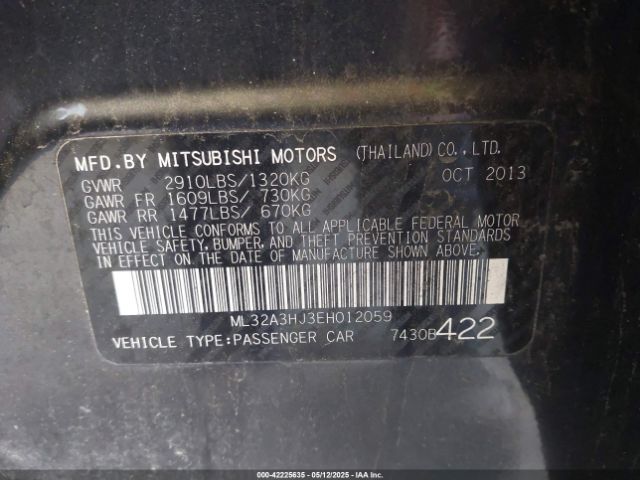 MFD.BY MITSUBISHI MOTORS (THAILAND) CO., LTD.
GVWR 2910LBS/1320KG OCT 2013
GAWR FR 1609LBS/ 730KG
GAWR RR 1477LBS/ 670KG
THIS VEHICLE CONFORMS TO ALL APPLICABLE FEDERAL MOTOR
VEHICLE SAFETY, BUMPER, AND THEFT PREVENTION STANDARDS
IN EFFECT ON THE DATE OF MANUFACTURE SHOWN ABOVE.
ML32A3HJ3EH012059
VEHICLE TYPE:PASSENGER CAR 7430B422
000-42225635 - 05/12/2025 - IAAI.COM